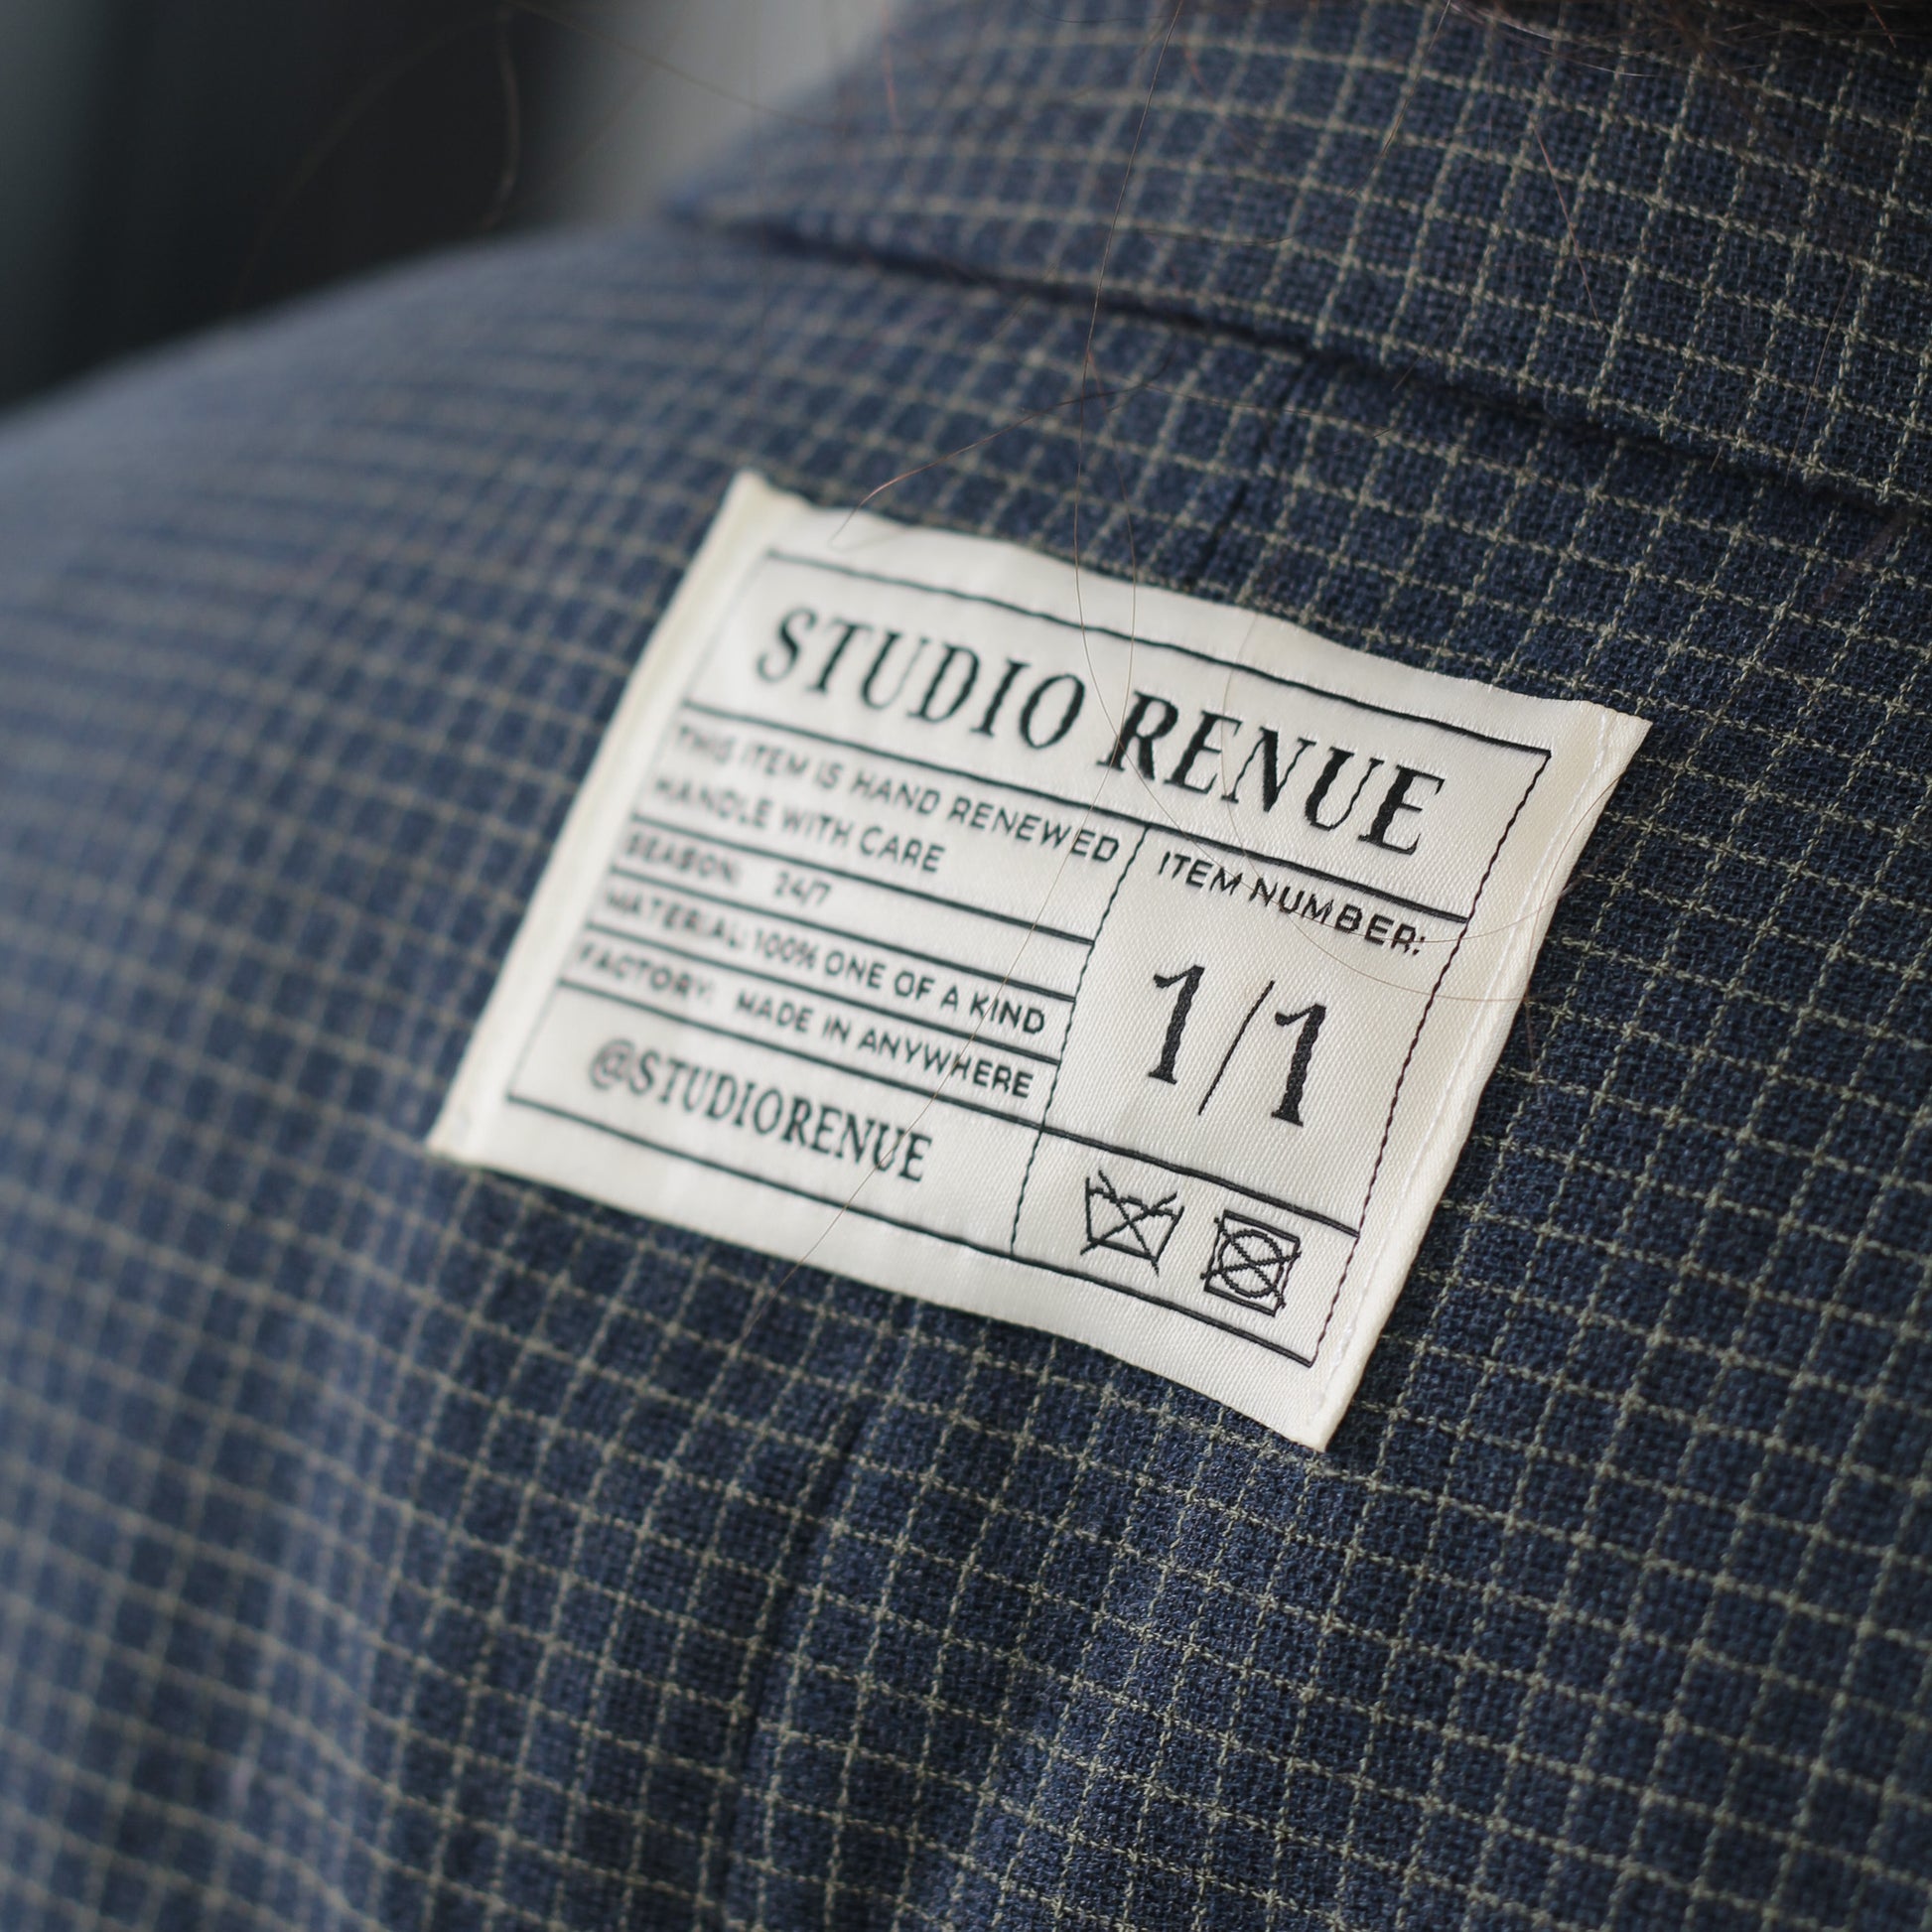 STUDIO RENUE
THIS ITEM IS HAND RENEWED
HANDLE WITH CARE
SEASON: 24/7
MATERIAL: 100% ONE OF A KIND
FACTORY: MADE IN ANYWHERE
@STUDIORENUE
ITEM NUMBER:
1/1